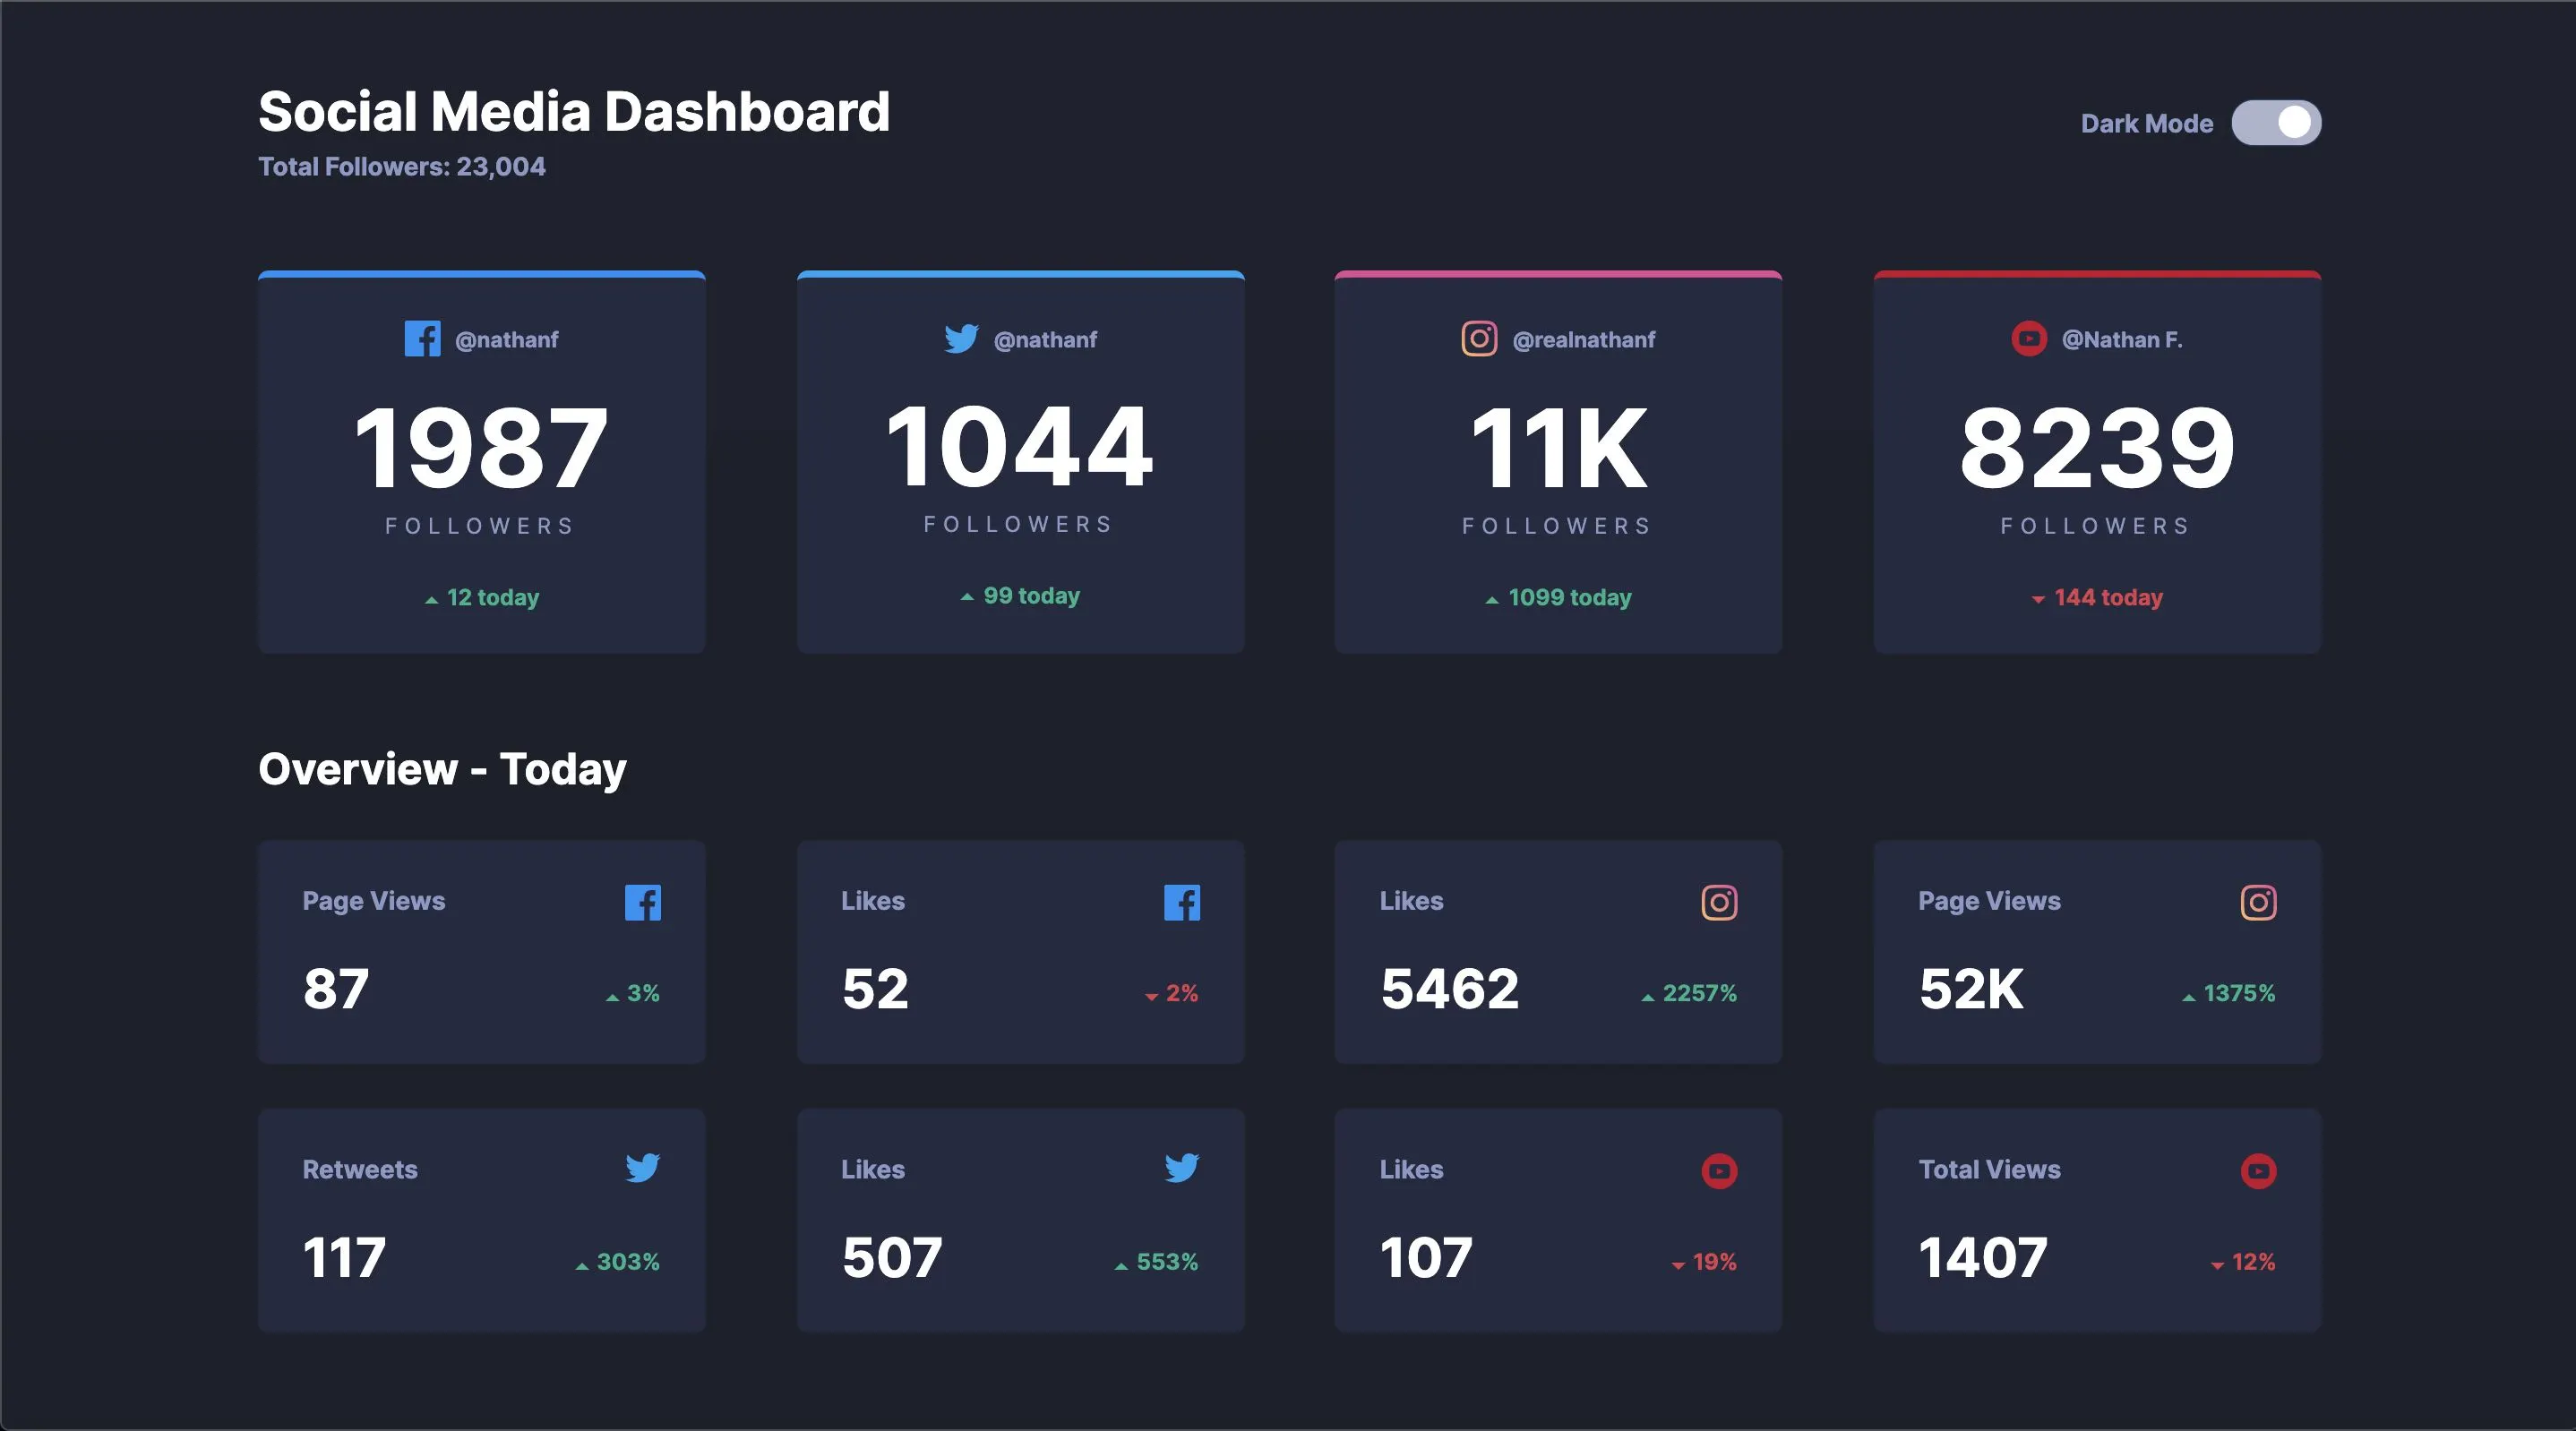 Social Media Dashboard
Total Followers: 23,004
Dark Mode
@nathanf
1987
FOLLOWERS
12 today
@nathanf
1044
FOLLOWERS
99 today
@realnathanf
11K
FOLLOWERS
1099 today
@Nathan F.
8239
FOLLOWERS
144 today
Overview - Today
Page Views
87
3%
Likes
52
2%
Likes
5462
2257%
Page Views
52K
1375%
Retweets
117
303%
Likes
507
553%
Likes
107
19%
Total Views
1407
12%